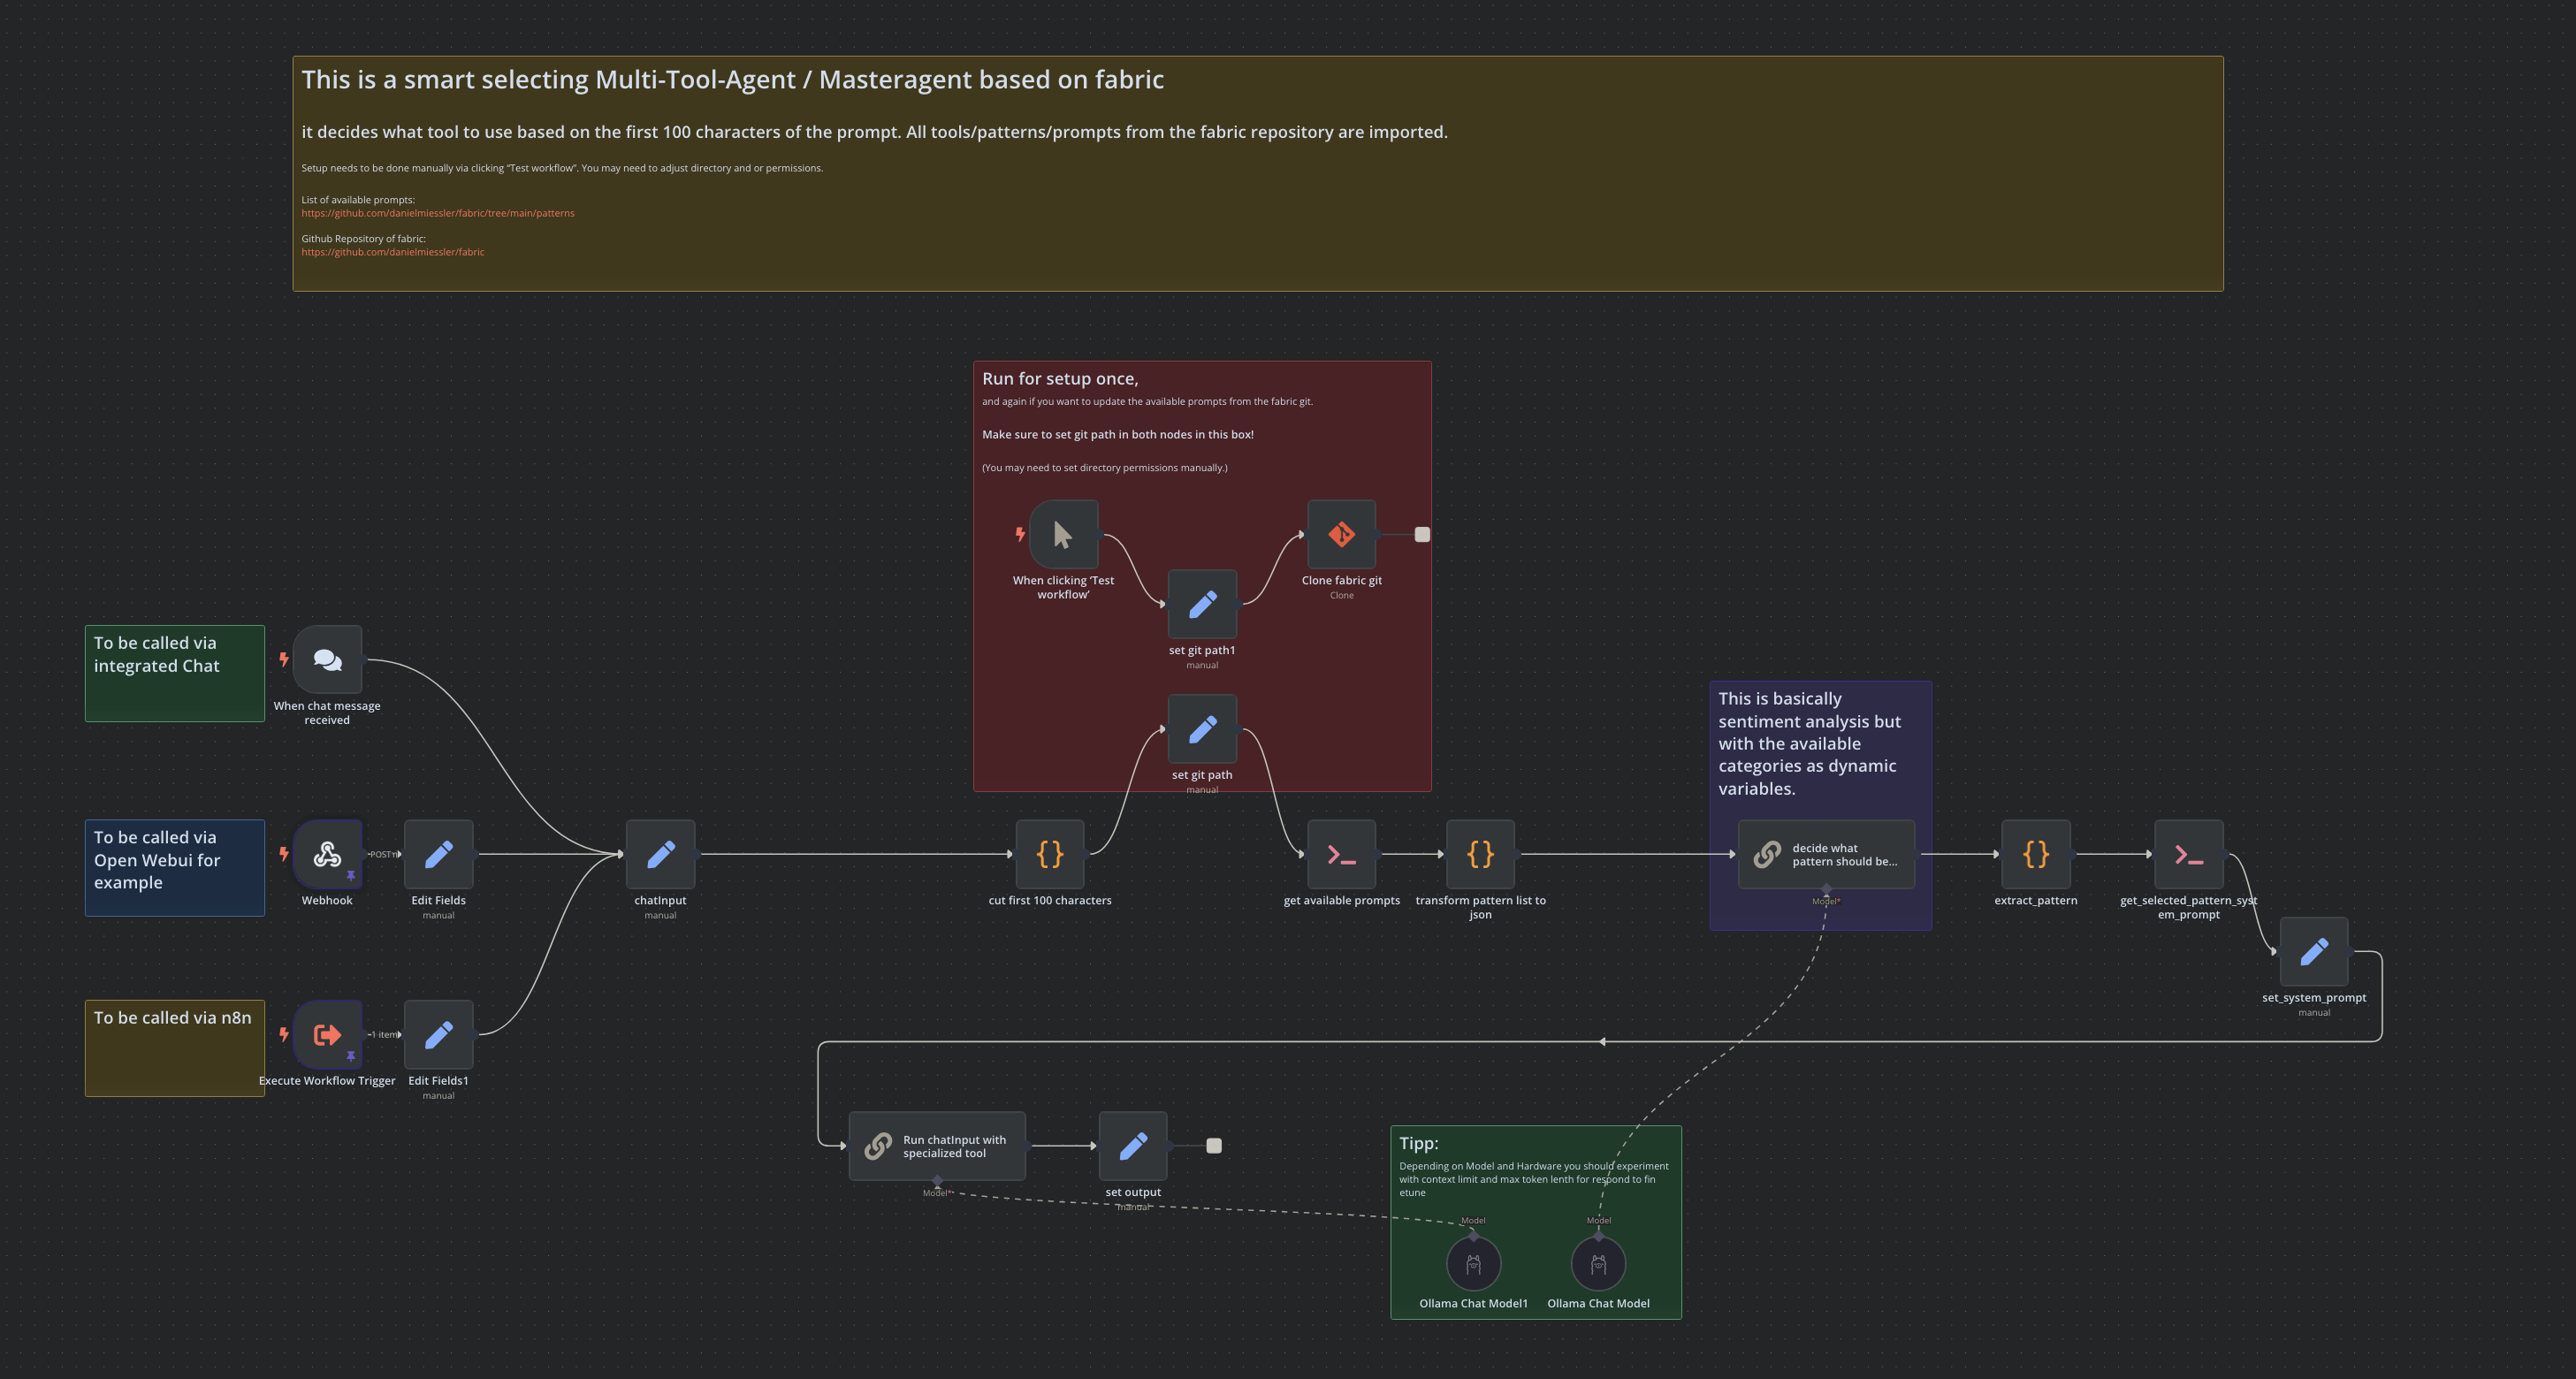 This is a smart selecting Multi-Tool-Agent / Masteragent based on fabric
it decides what tool to use based on the first 100 characters of the prompt. All tools/patterns/prompts from the fabric repository are imported.
Setup needs to be done manually via clicking "Test workflow". You may need to adjust directory and or permissions.
List of available prompts:
https://github.com/danielmiessler/fabric/tree/main/patterns
Github Repository of fabric:
https://github.com/danielmiessler/fabric
Run for setup once,
and again if you want to update the available prompts from the fabric git.
Make sure to set git path in both nodes in this box!
(You may need to set directory permissions manually.)
When clicking ‘Test
workflow’
Clone fabric git
Clone
set git path1
manual
set git path
manual
To be called via
integrated Chat
When chat message
received
To be called via
Open Webui for
example
POST
Webhook
Edit Fields
manual
chatInput
manual
To be called via n8n
1 item
Execute Workflow Trigger
Edit Fields1
manual
cut first 100 characters
get available prompts
transform pattern list to
json
This is basically
sentiment analysis but
with the available
categories as dynamic
variables.
decide what
pattern should be...
Model*
extract_pattern
get_selected_pattern_syst
em_prompt
set_system_prompt
manual
Run chatInput with
specialized tool
Model*
set output
manual
Tipp:
Depending on Model and Hardware you should experiment
with context limit and max token lenth for respond to fin
etune
Model
Model
Ollama Chat Model1
Ollama Chat Model